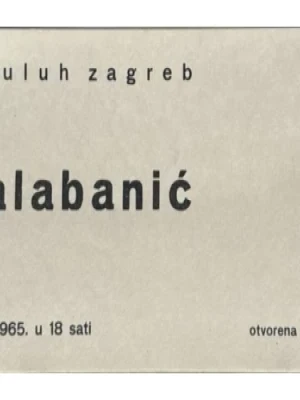 uluh zagreb
alabanić
965. u 18 sati
otvorena